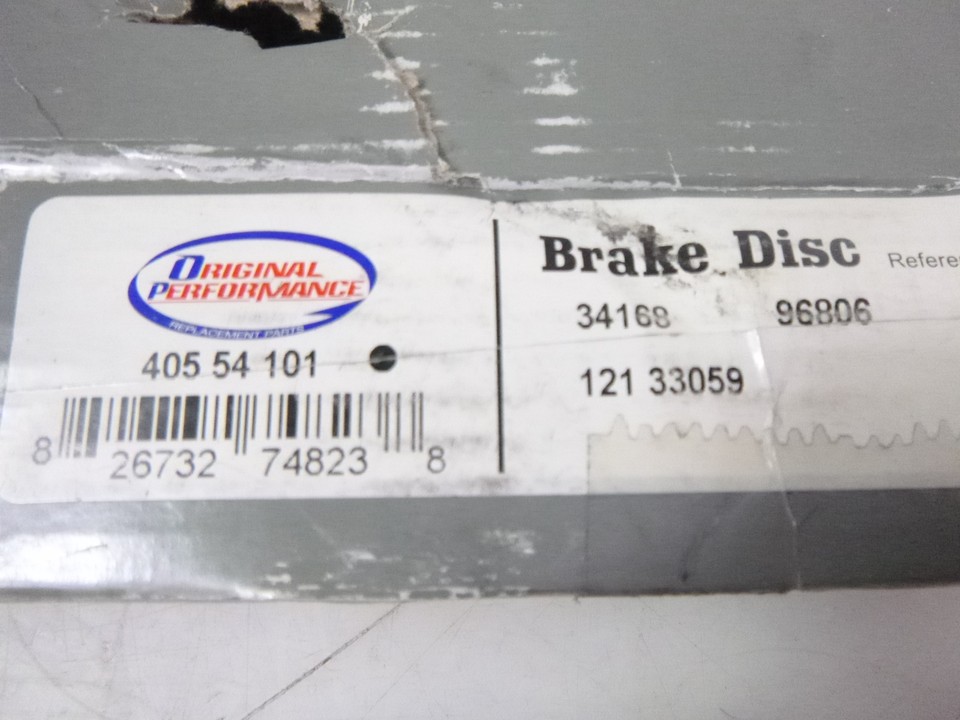 ORIGINAL
PERFORMANCE
REPLACEMENT PARTS
405 54 101
8 26732 74823 8
Brake Disc
34168 96806
121 33059